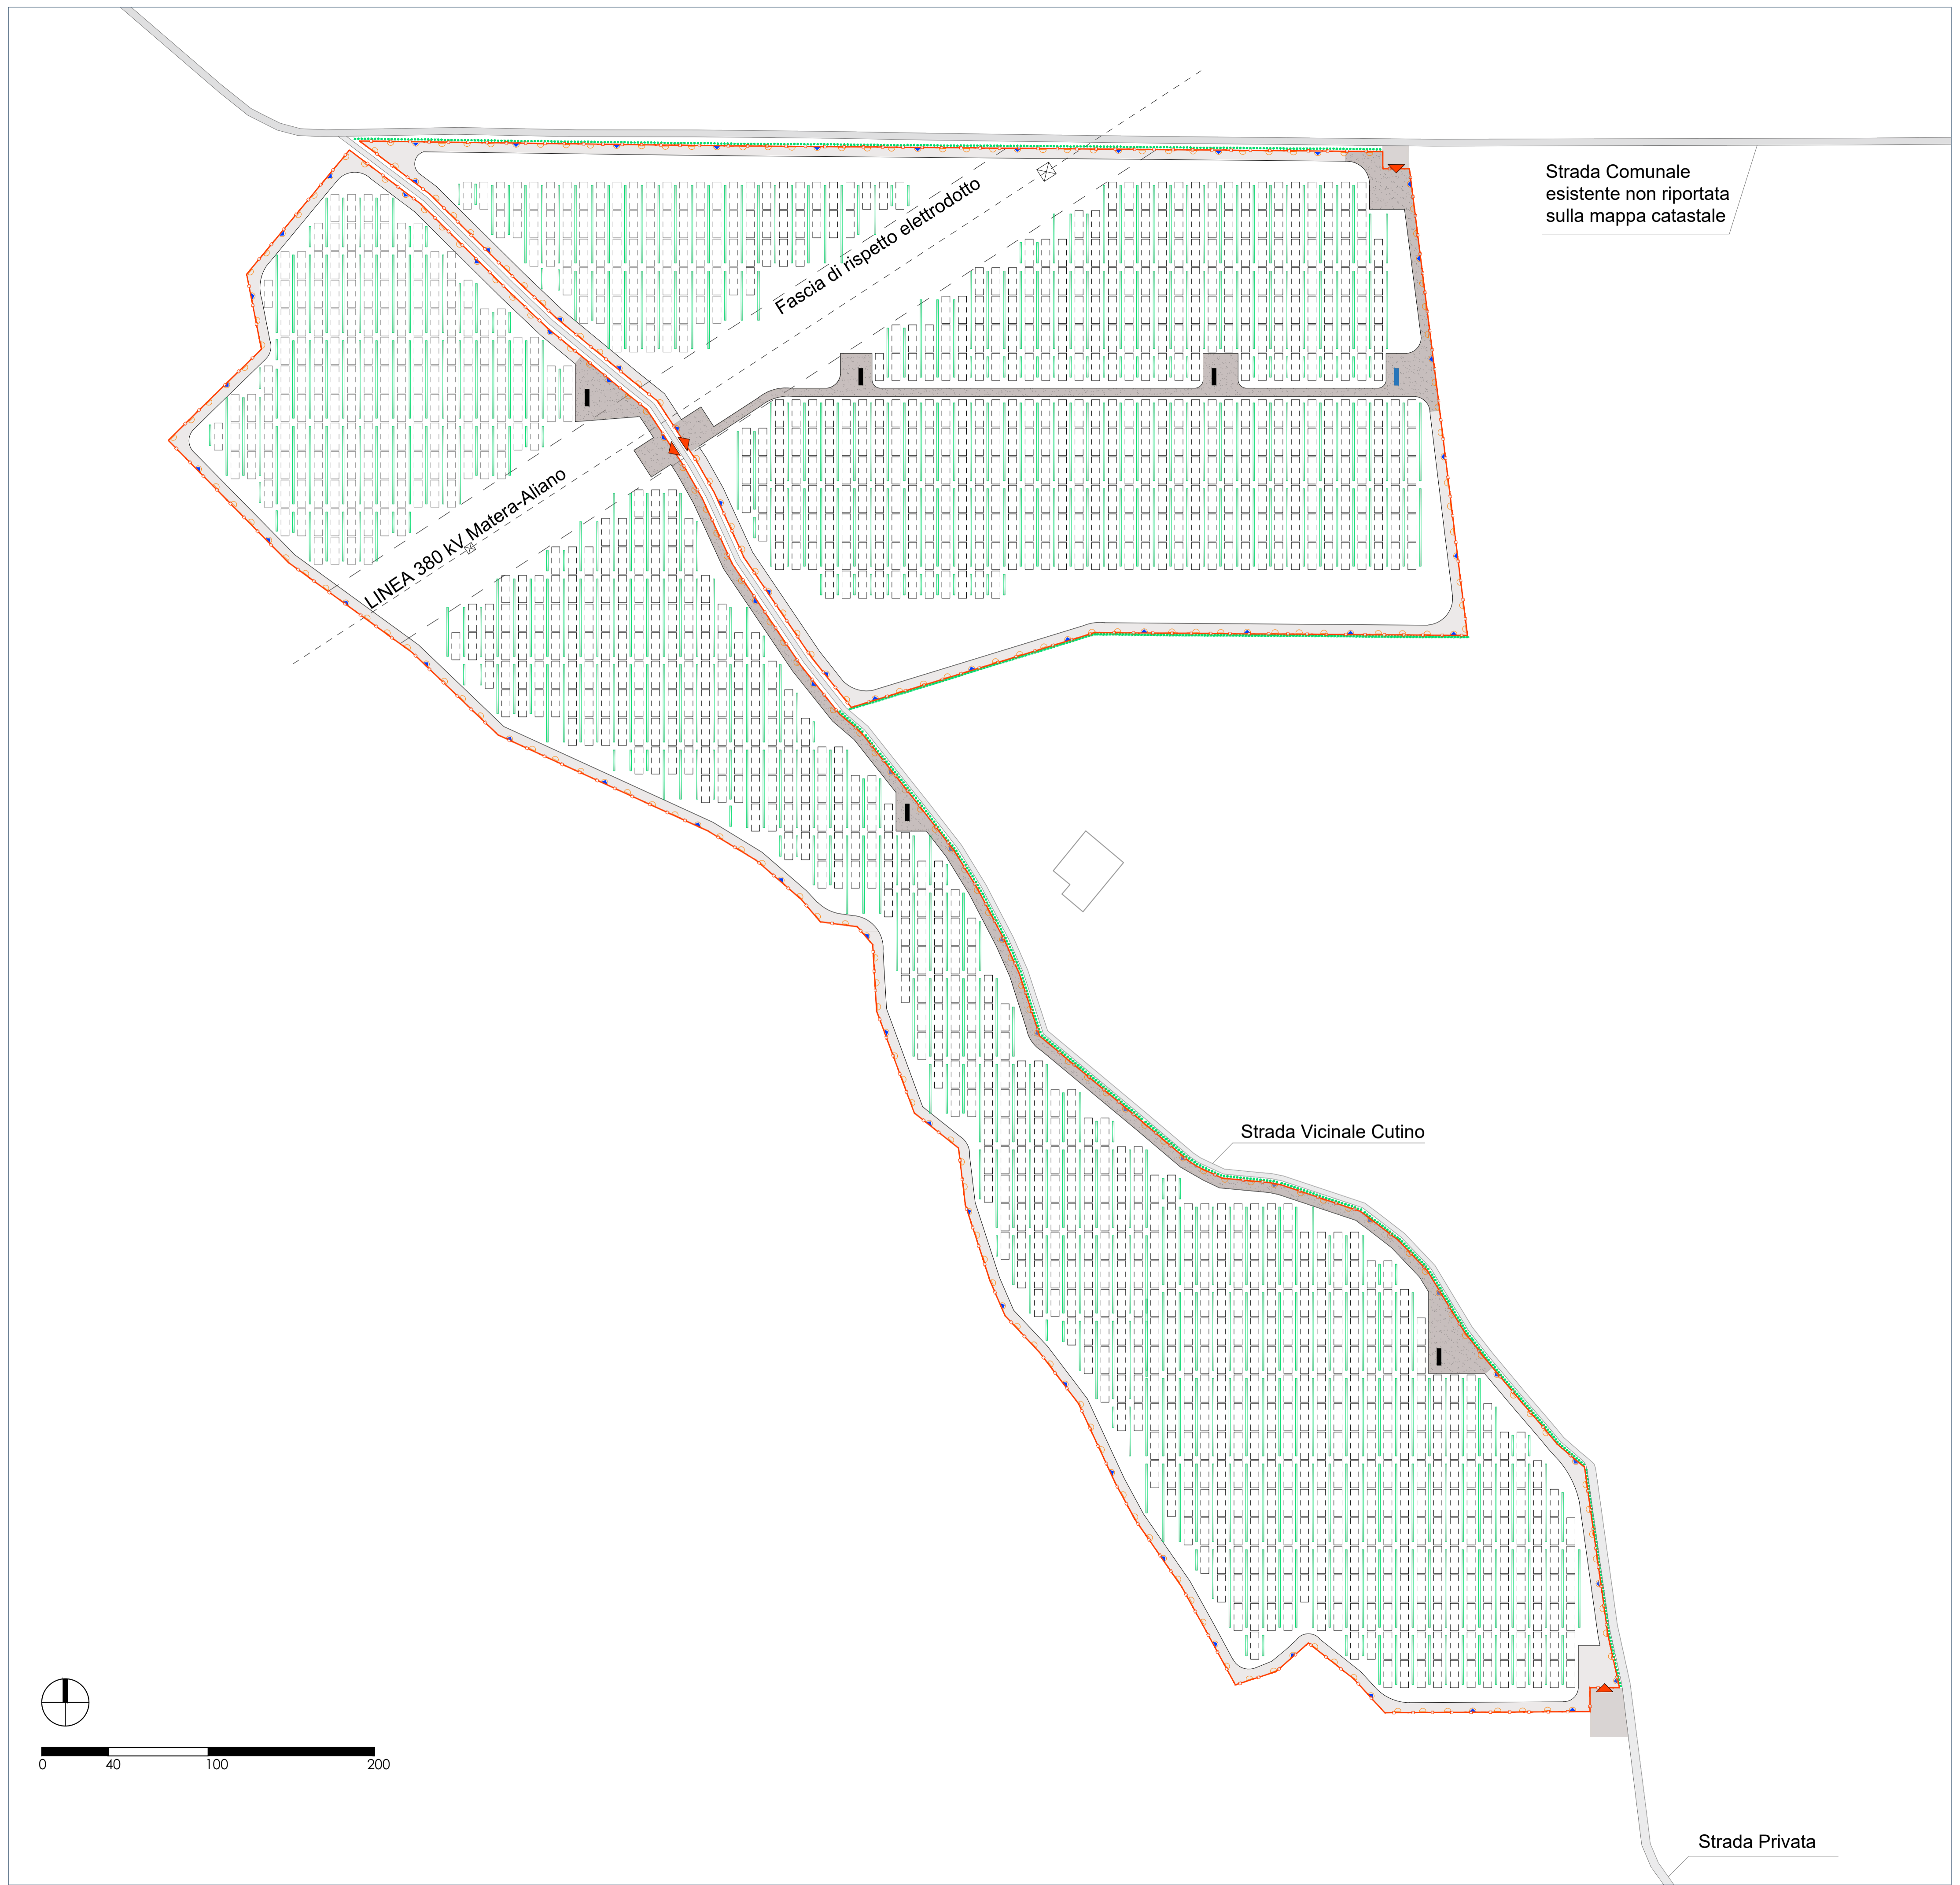 Strada Comunale
esistente non riportata
sulla mappa catastale
Fascia di rispetto elettrodotto
LINEA 380 kV Matera-Aliano
Strada Vicinale Cutino
0 40 100 200
Strada Privata